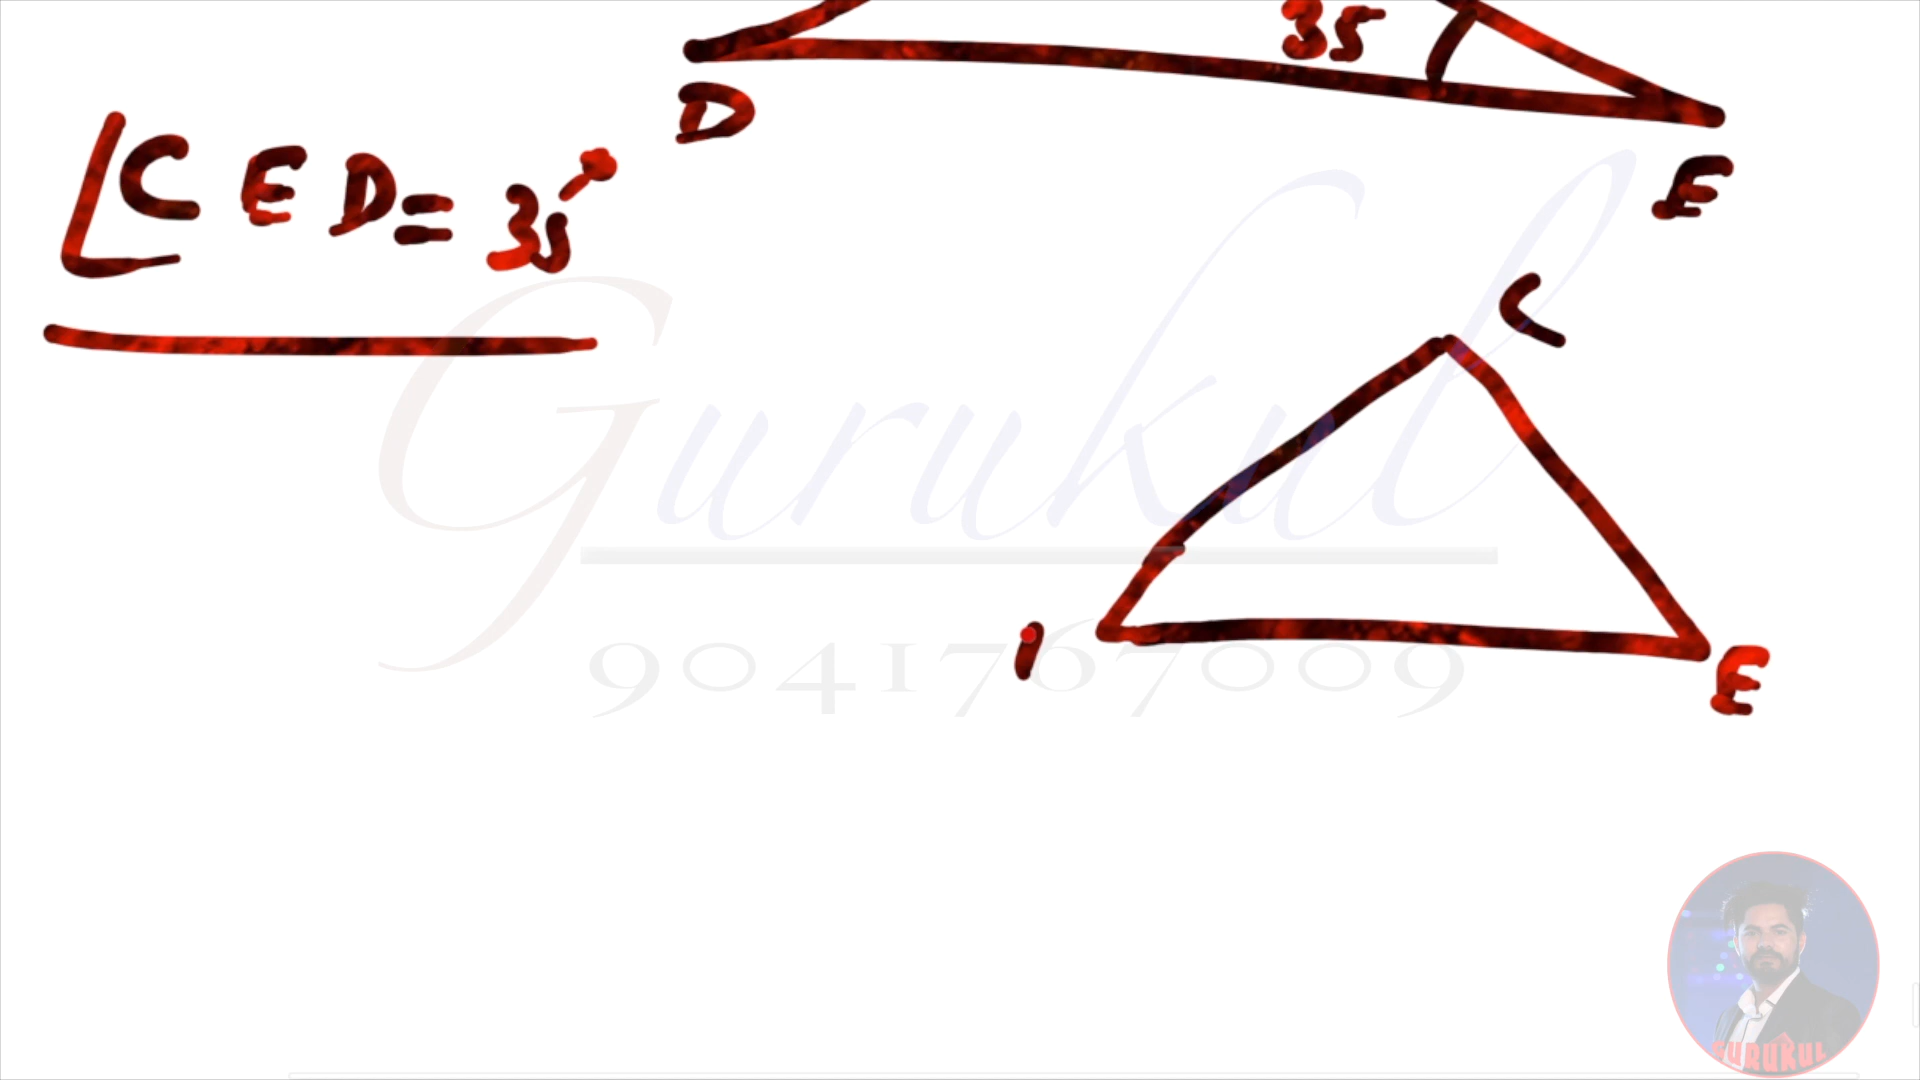 35
D
∠CED = 35°
E
C
E
Gurukul
9041767009
GURUKUL